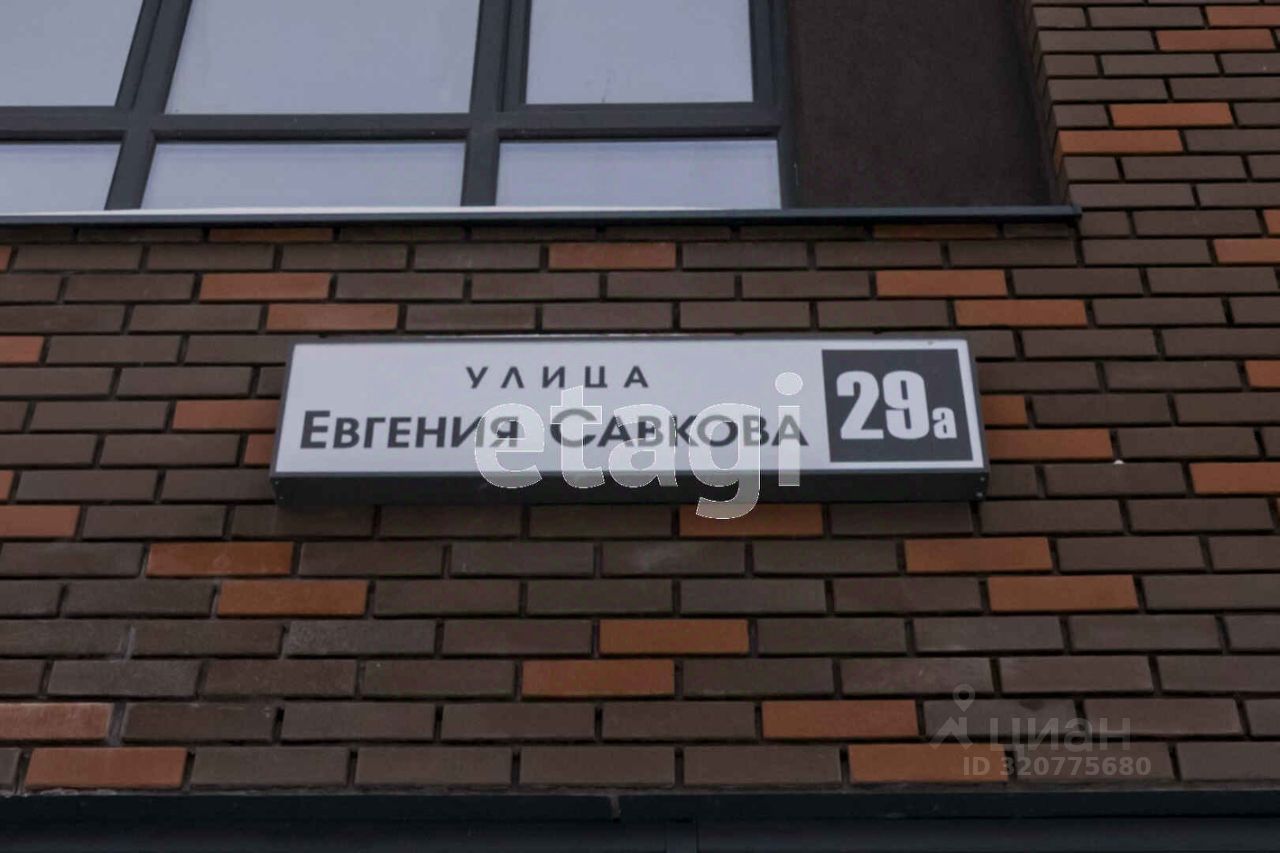 УЛИЦА
ЕВГЕНИЯ САВКОВА 29а
etagi
циан
ID 320775680